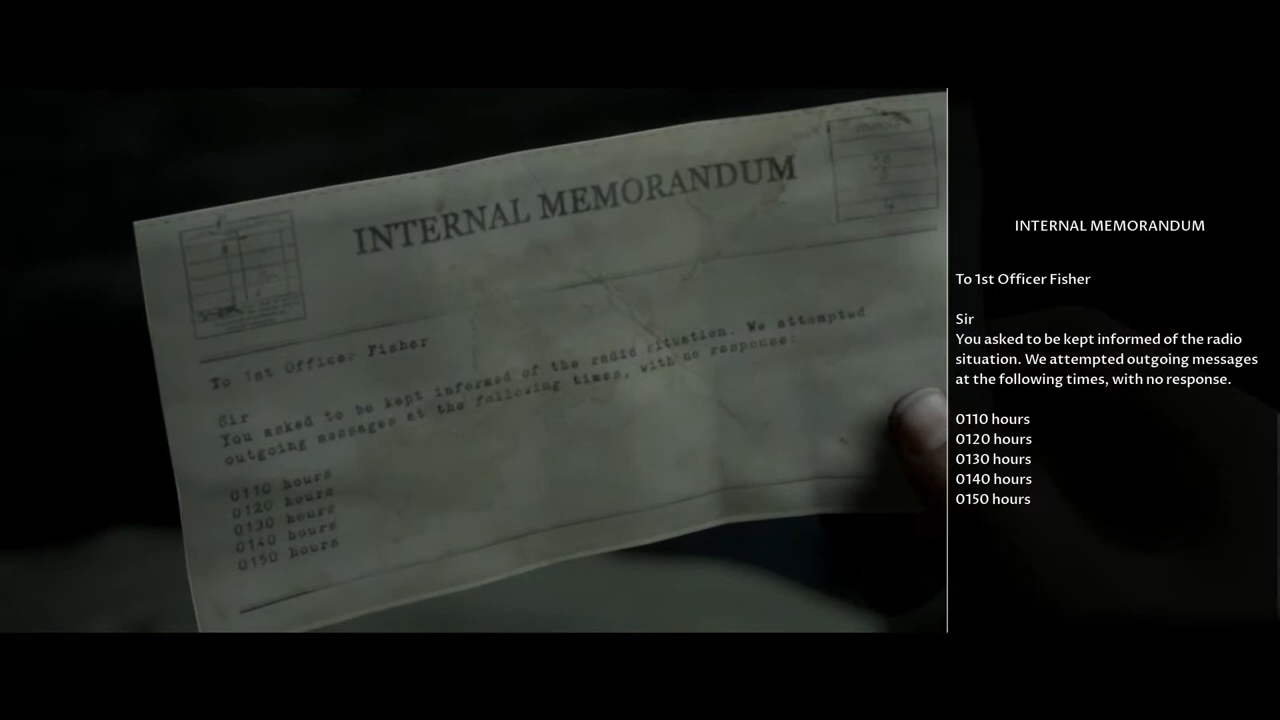 INTERNAL MEMORANDUM
To 1st Officer Fisher
Sir
You asked to be kept informed of the radio situation. We attempted
outgoing messages at the following times, with no response:
0110 hours
0120 hours
0130 hours
0140 hours
0150 hours
INTERNAL MEMORANDUM
To 1st Officer Fisher
Sir
You asked to be kept informed of the radio
situation. We attempted outgoing messages
at the following times, with no response.
0110 hours
0120 hours
0130 hours
0140 hours
0150 hours